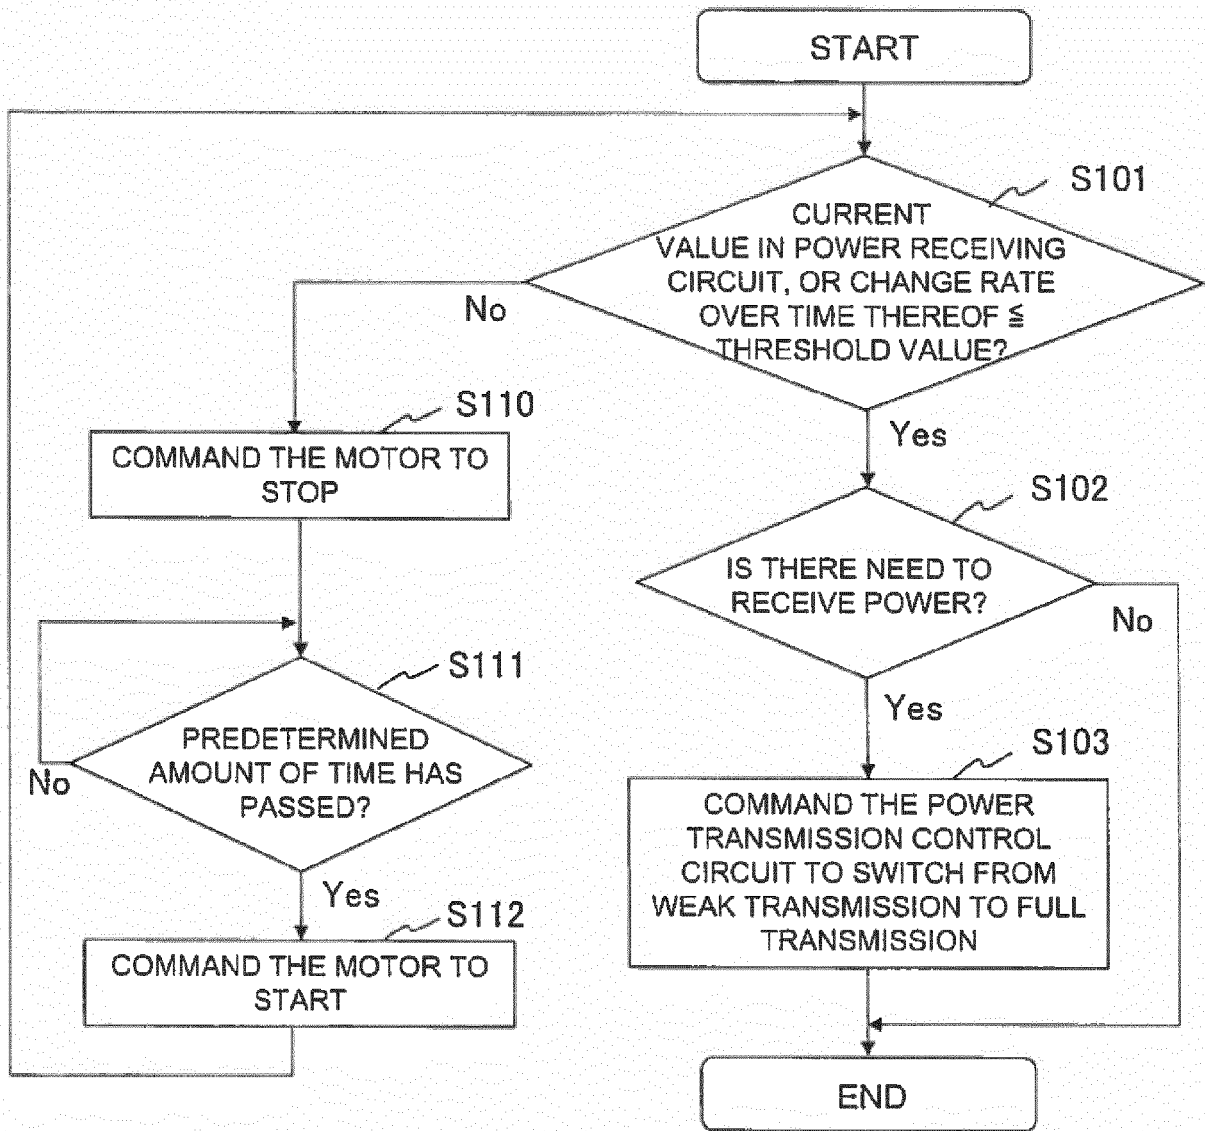 START
S101
CURRENT
VALUE IN POWER RECEIVING
CIRCUIT, OR CHANGE RATE
OVER TIME THEREOF ≦
THRESHOLD VALUE?
No
Yes
S110
COMMAND THE MOTOR TO
STOP
S111
PREDETERMINED
AMOUNT OF TIME HAS
PASSED?
No
Yes
S112
COMMAND THE MOTOR TO
START
S102
IS THERE NEED TO
RECEIVE POWER?
No
Yes
S103
COMMAND THE POWER
TRANSMISSION CONTROL
CIRCUIT TO SWITCH FROM
WEAK TRANSMISSION TO FULL
TRANSMISSION
END